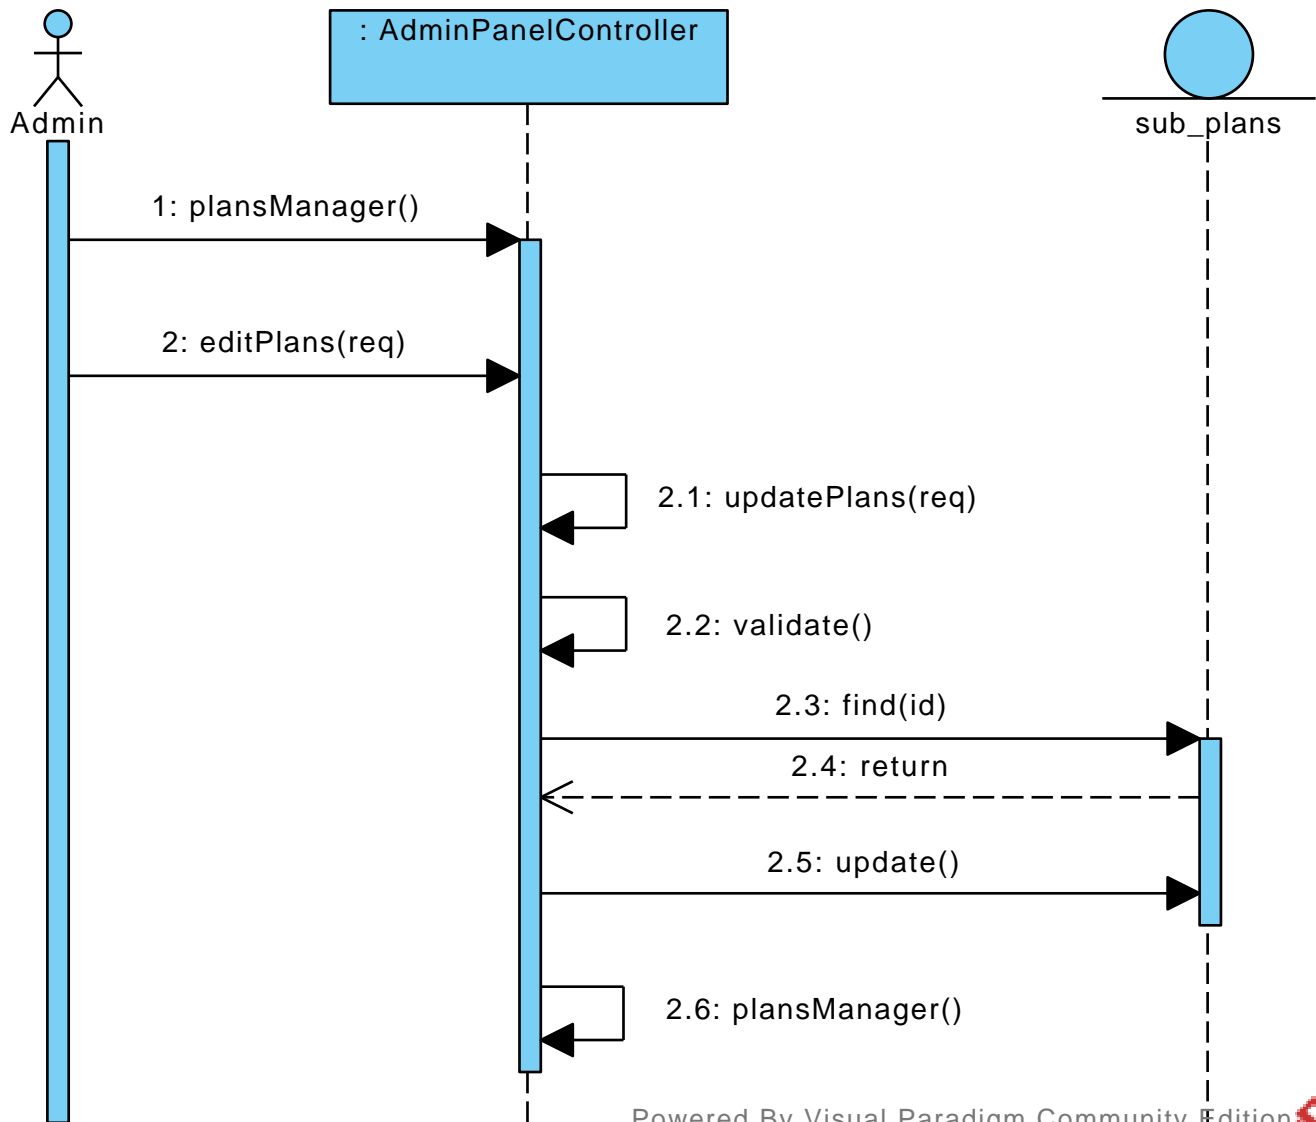 : AdminPanelController
Admin
sub_plans
1: plansManager()
2: editPlans(req)
2.1: updatePlans(req)
2.2: validate()
2.3: find(id)
2.4: return
2.5: update()
2.6: plansManager()
Powered By Visual Paradigm Community Edition